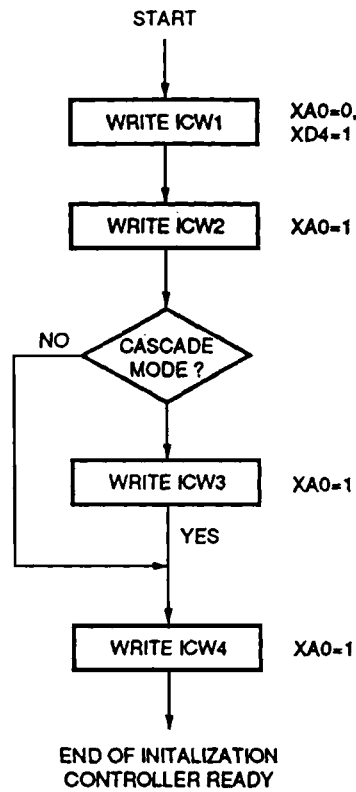 START
WRITE ICW1
XA0=0,
XD4=1
WRITE ICW2
XA0=1
CASCADE
MODE ?
NO
WRITE ICW3
XA0=1
YES
WRITE ICW4
XA0=1
END OF INITALIZATION
CONTROLLER READY